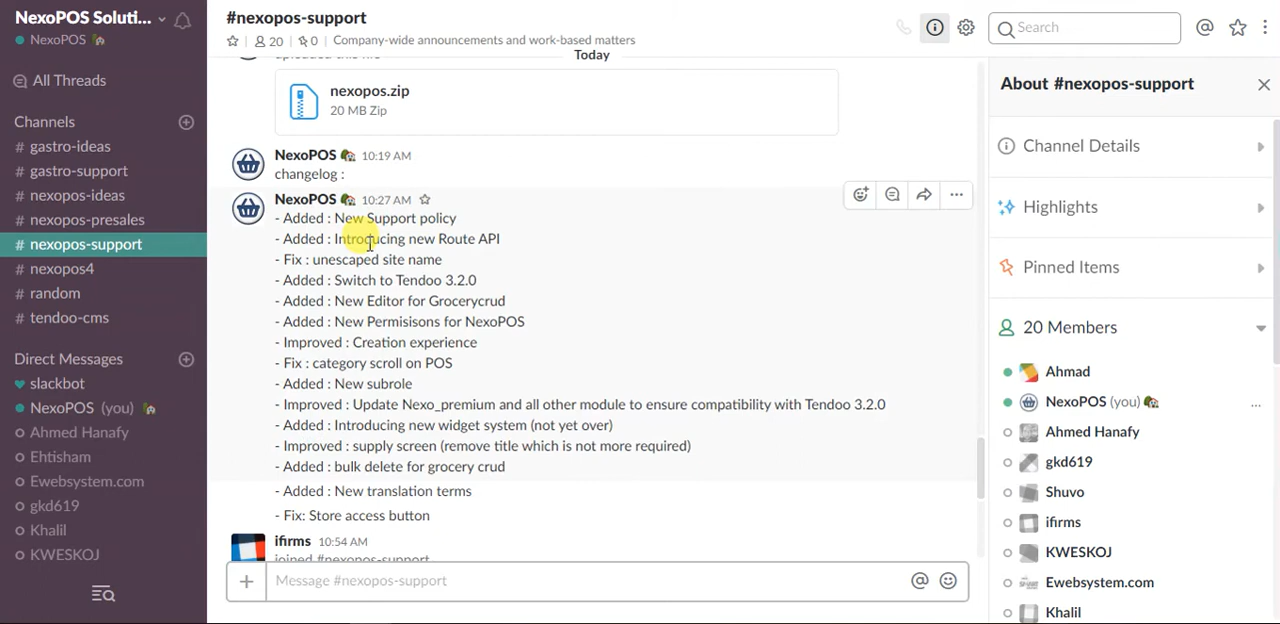 NexoPOS Soluti...
NexoPOS
All Threads
Channels
# gastro-ideas
# gastro-support
# nexopos-ideas
# nexopos-presales
# nexopos-support
# nexopos4
# random
# tendoo-cms
Direct Messages
slackbot
NexoPOS (you)
Ahmed Hanafy
Ehtisham
Ewebsystem.com
gkd619
Khalil
KWESKOJ
#nexopos-support
20 | 0 | Company-wide announcements and work-based matters
Search
uploaded this file
Today
nexopos.zip
20 MB Zip
NexoPOS 10:19 AM
changelog :
NexoPOS 10:27 AM
- Added : New Support policy
- Added : Introducing new Route API
- Fix : unescaped site name
- Added : Switch to Tendoo 3.2.0
- Added : New Editor for Grocerycrud
- Added : New Permisisons for NexoPOS
- Improved : Creation experience
- Fix : category scroll on POS
- Added : New subrole
- Improved : Update Nexo_premium and all other module to ensure compatibility with Tendoo 3.2.0
- Added : Introducing new widget system (not yet over)
- Improved : supply screen (remove title which is not more required)
- Added : bulk delete for grocery crud
- Added : New translation terms
- Fix: Store access button
ifirms 10:54 AM
joined #nexopos-support
Message #nexopos-support
About #nexopos-support
Channel Details
Highlights
Pinned Items
20 Members
Ahmad
NexoPOS (you) ...
Ahmed Hanafy
gkd619
Shuvo
ifirms
KWESKOJ
Ewebsystem.com
Khalil